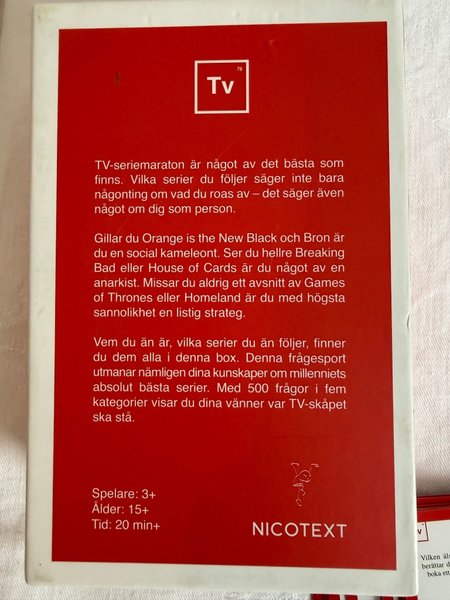 78
Tv
TV-seriemaraton är något av det bästa som
finns. Vilka serier du följer säger inte bara
någonting om vad du roas av – det säger även
något om dig som person.
Gillar du Orange is the New Black och Bron är
du en social kameleont. Ser du hellre Breaking
Bad eller House of Cards är du något av en
anarkist. Missar du aldrig ett avsnitt av Games
of Thrones eller Homeland är du med högsta
sannolikhet en listig strateg.
Vem du än är, vilka serier du än följer, finner
du dem alla i denna box. Denna frågesport
utmanar nämligen dina kunskaper om millenniets
absolut bästa serier. Med 500 frågor i fem
kategorier visar du dina vänner var TV-skåpet
ska stå.
Spelare: 3+
Ålder: 15+
Tid: 20 min+
NICOTEXT
Vilken
berättar
boka ett